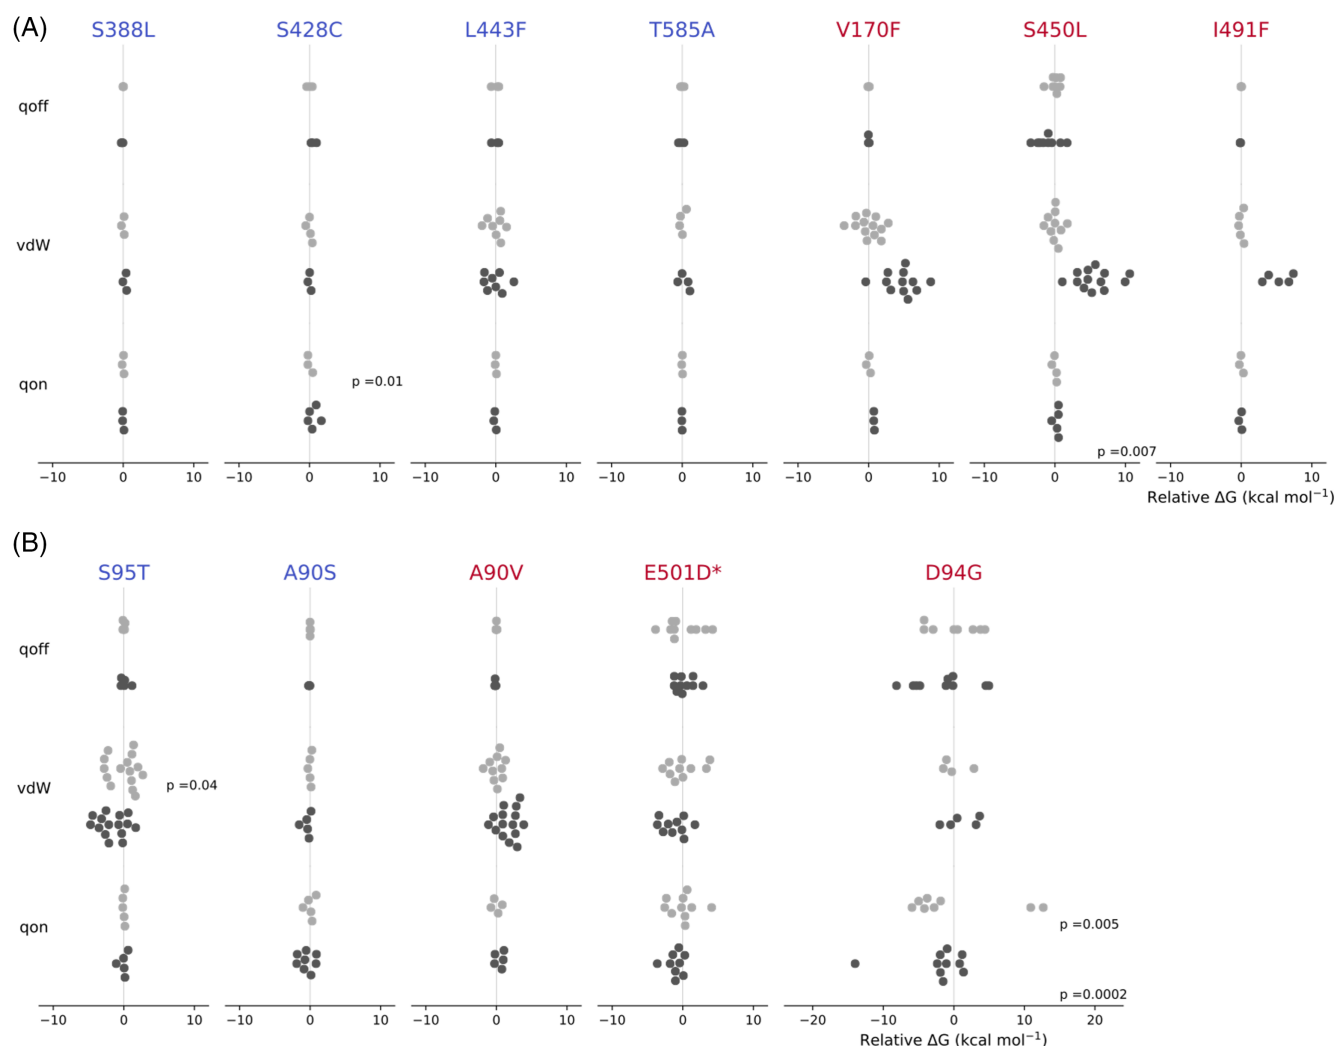 (A)
S388L S428C L443F T585A V170F S450L I491F
qoff
vdW
qon
p =0.01
p =0.007
−10 0 10 −10 0 10 −10 0 10 −10 0 10 −10 0 10 −10 0 10 −10 0 10
Relative ΔG (kcal mol⁻¹)
(B)
S95T A90S A90V E501D* D94G
qoff
vdW
p =0.04
qon
p =0.005
p =0.0002
−10 0 10 −10 0 10 −10 0 10 −10 0 10 −20 −10 0 10 20
Relative ΔG (kcal mol⁻¹)